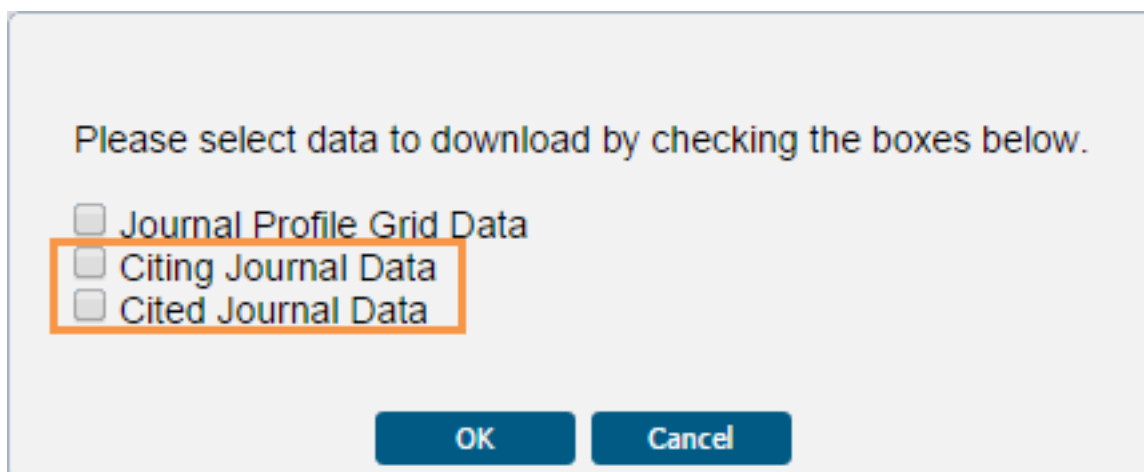 Please select data to download by checking the boxes below.
Journal Profile Grid Data
Citing Journal Data
Cited Journal Data
OK Cancel